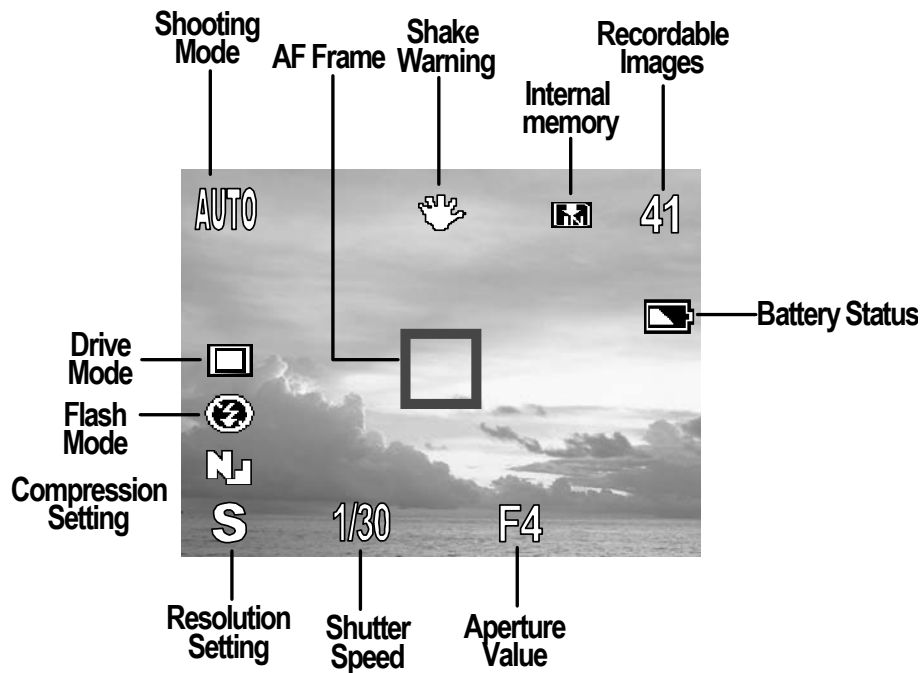 Shooting
Mode
AF Frame
Shake
Warning
Recordable
Images
Internal
memory
AUTO
41
Battery Status
Drive
Mode
Flash
Mode
Compression
Setting
N
S
1/30
F4
Resolution
Setting
Shutter
Speed
Aperture
Value